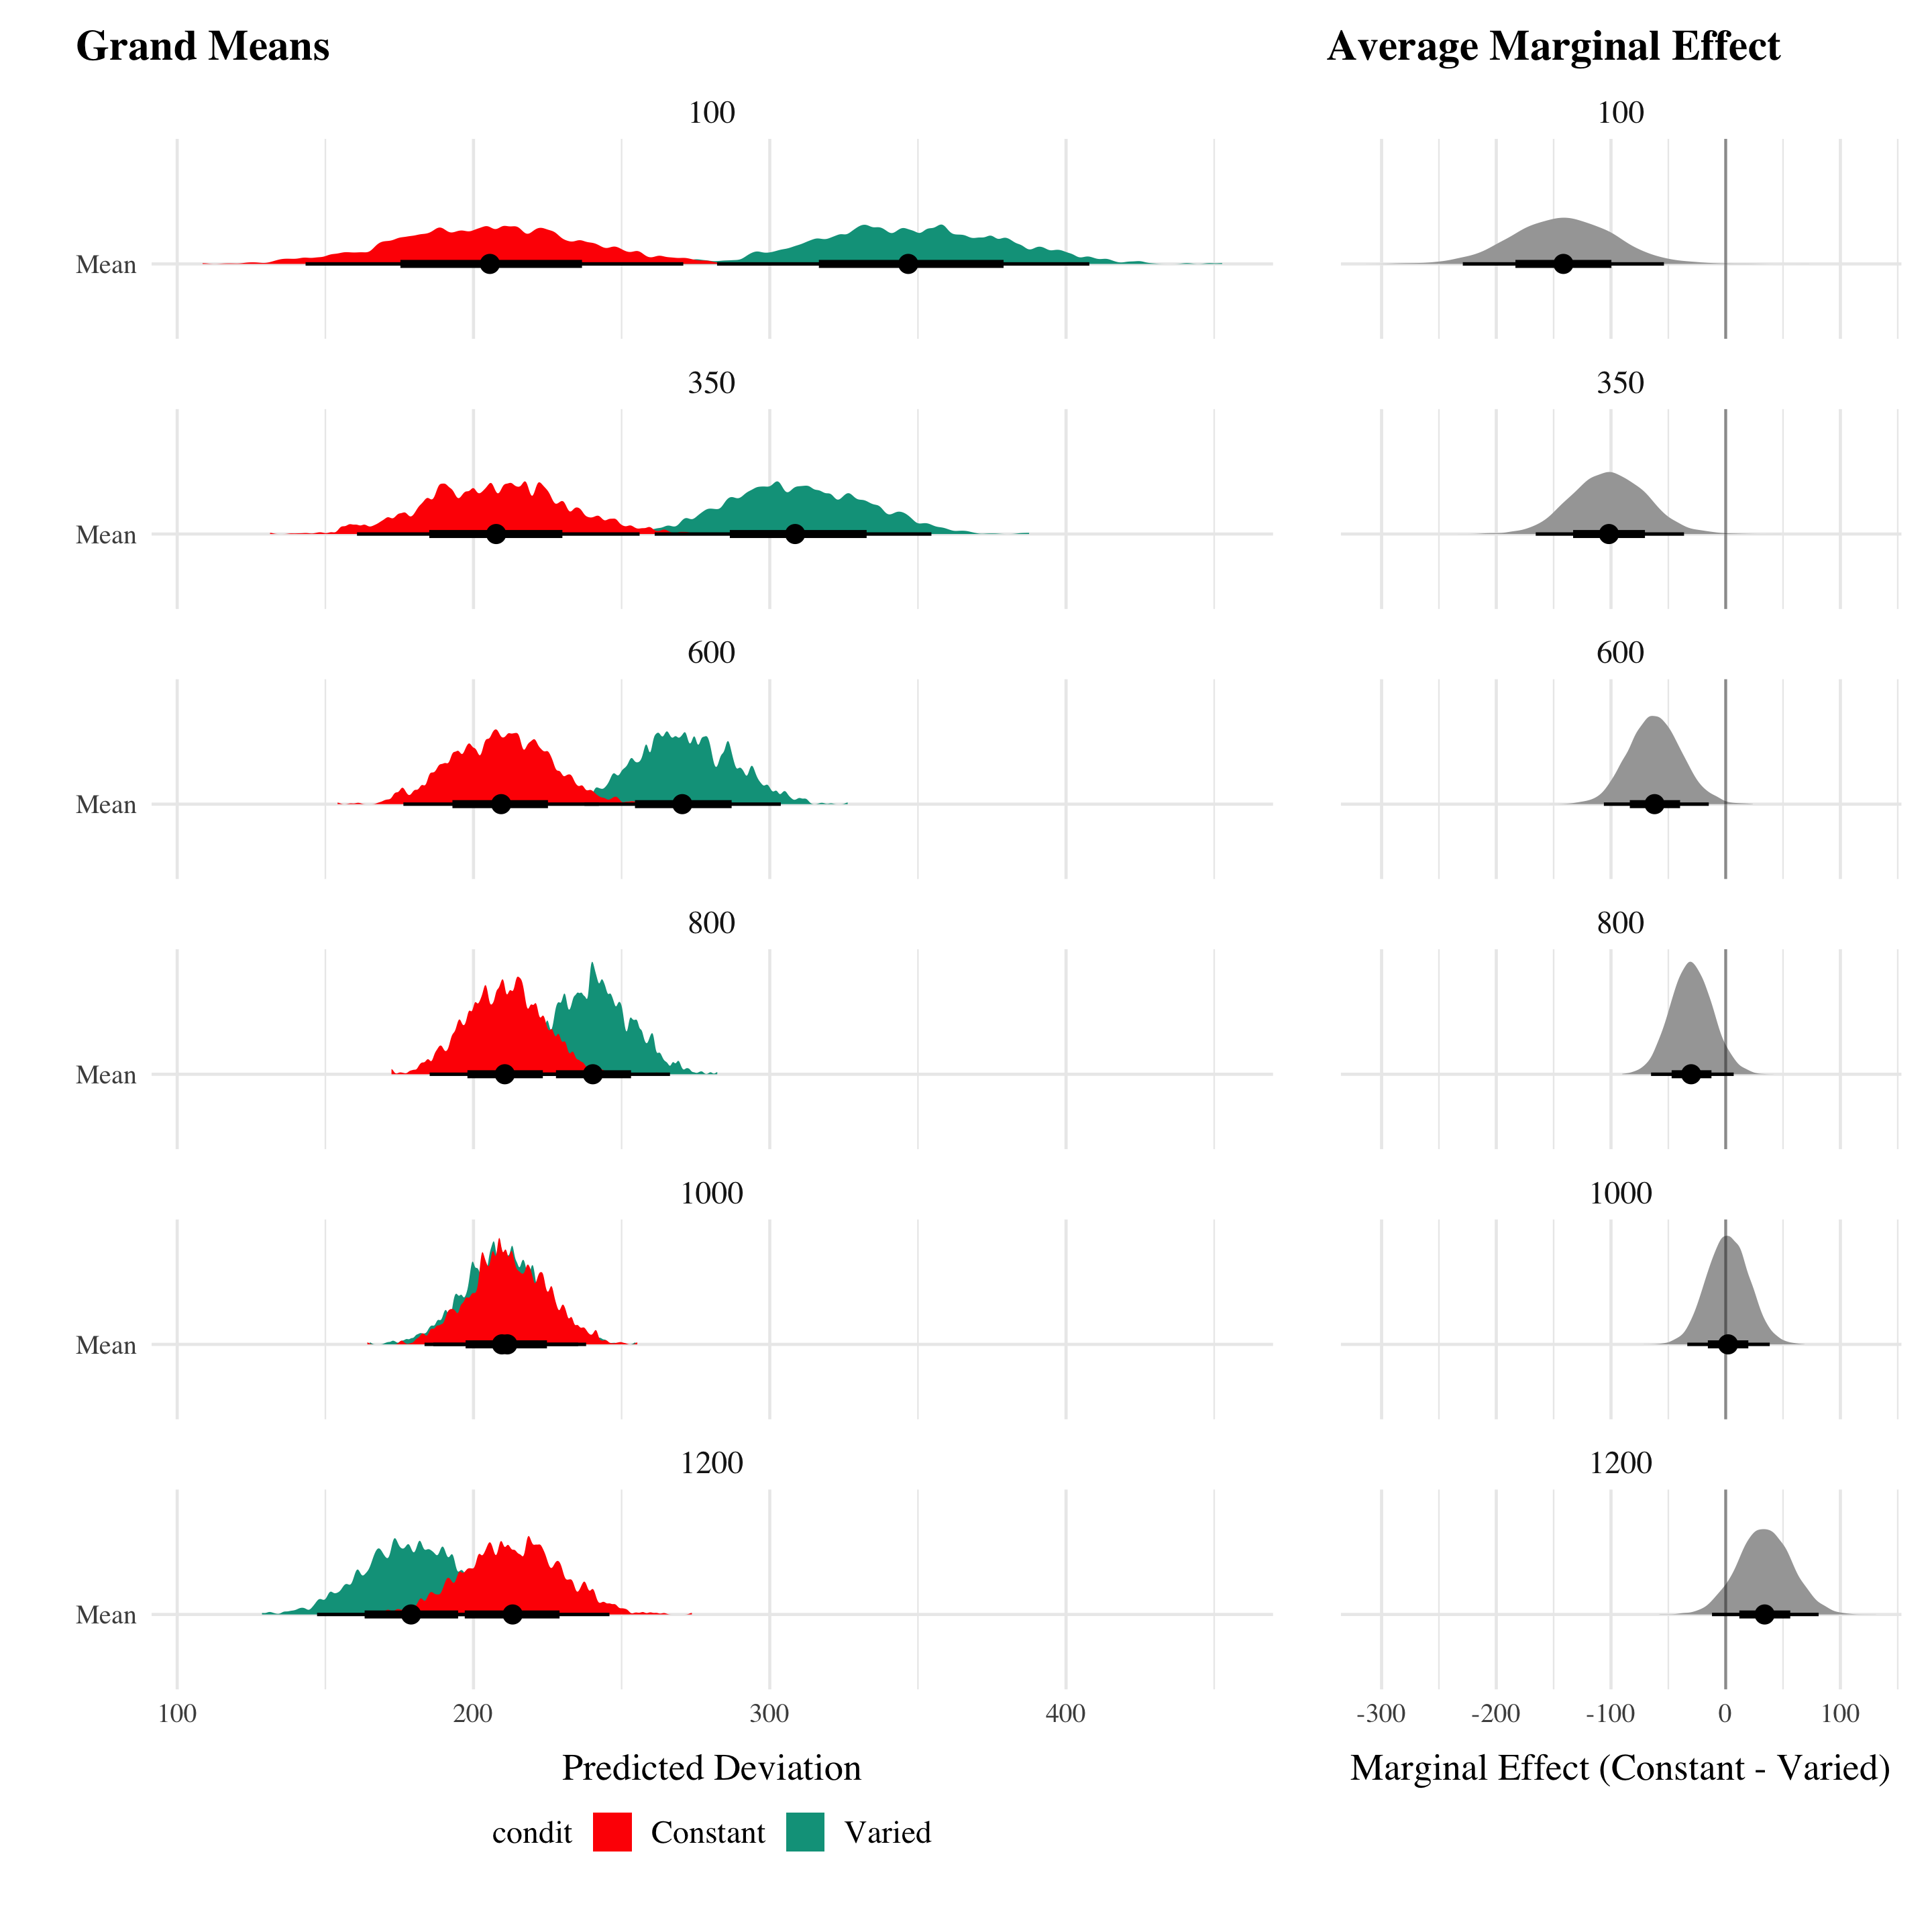 Grand Means
Average Marginal Effect
100
100
Mean
350
350
Mean
600
600
Mean
800
800
Mean
1000
1000
Mean
1200
1200
Mean
100 200 300 400
-300 -200 -100 0 100
Predicted Deviation
Marginal Effect (Constant - Varied)
condit Constant Varied